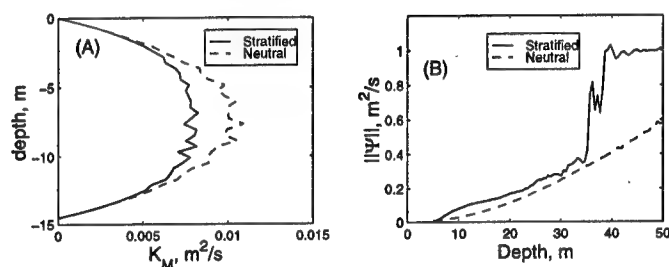 (A)
Stratified
Neutral
0
−5
−10
−15
depth, m
0
0.005
0.01
0.015
K_M, m²/s
(B)
Stratified
Neutral
1
0.8
0.6
0.4
0.2
0
||Ψ||, m²/s
0
10
20
30
40
50
Depth, m